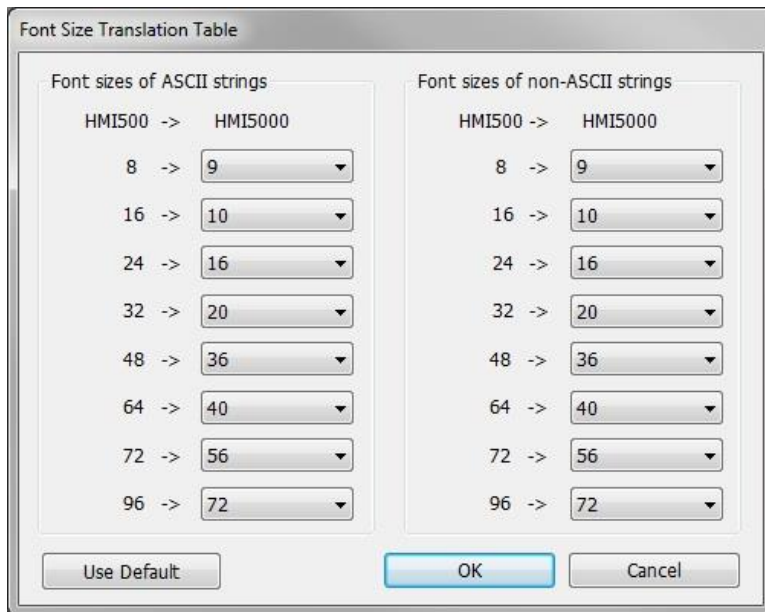 Font Size Translation Table
Font sizes of ASCII strings
HMI500 -> HMI5000
8 -> 9
16 -> 10
24 -> 16
32 -> 20
48 -> 36
64 -> 40
72 -> 56
96 -> 72
Font sizes of non-ASCII strings
HMI500 -> HMI5000
8 -> 9
16 -> 10
24 -> 16
32 -> 20
48 -> 36
64 -> 40
72 -> 56
96 -> 72
Use Default
OK
Cancel